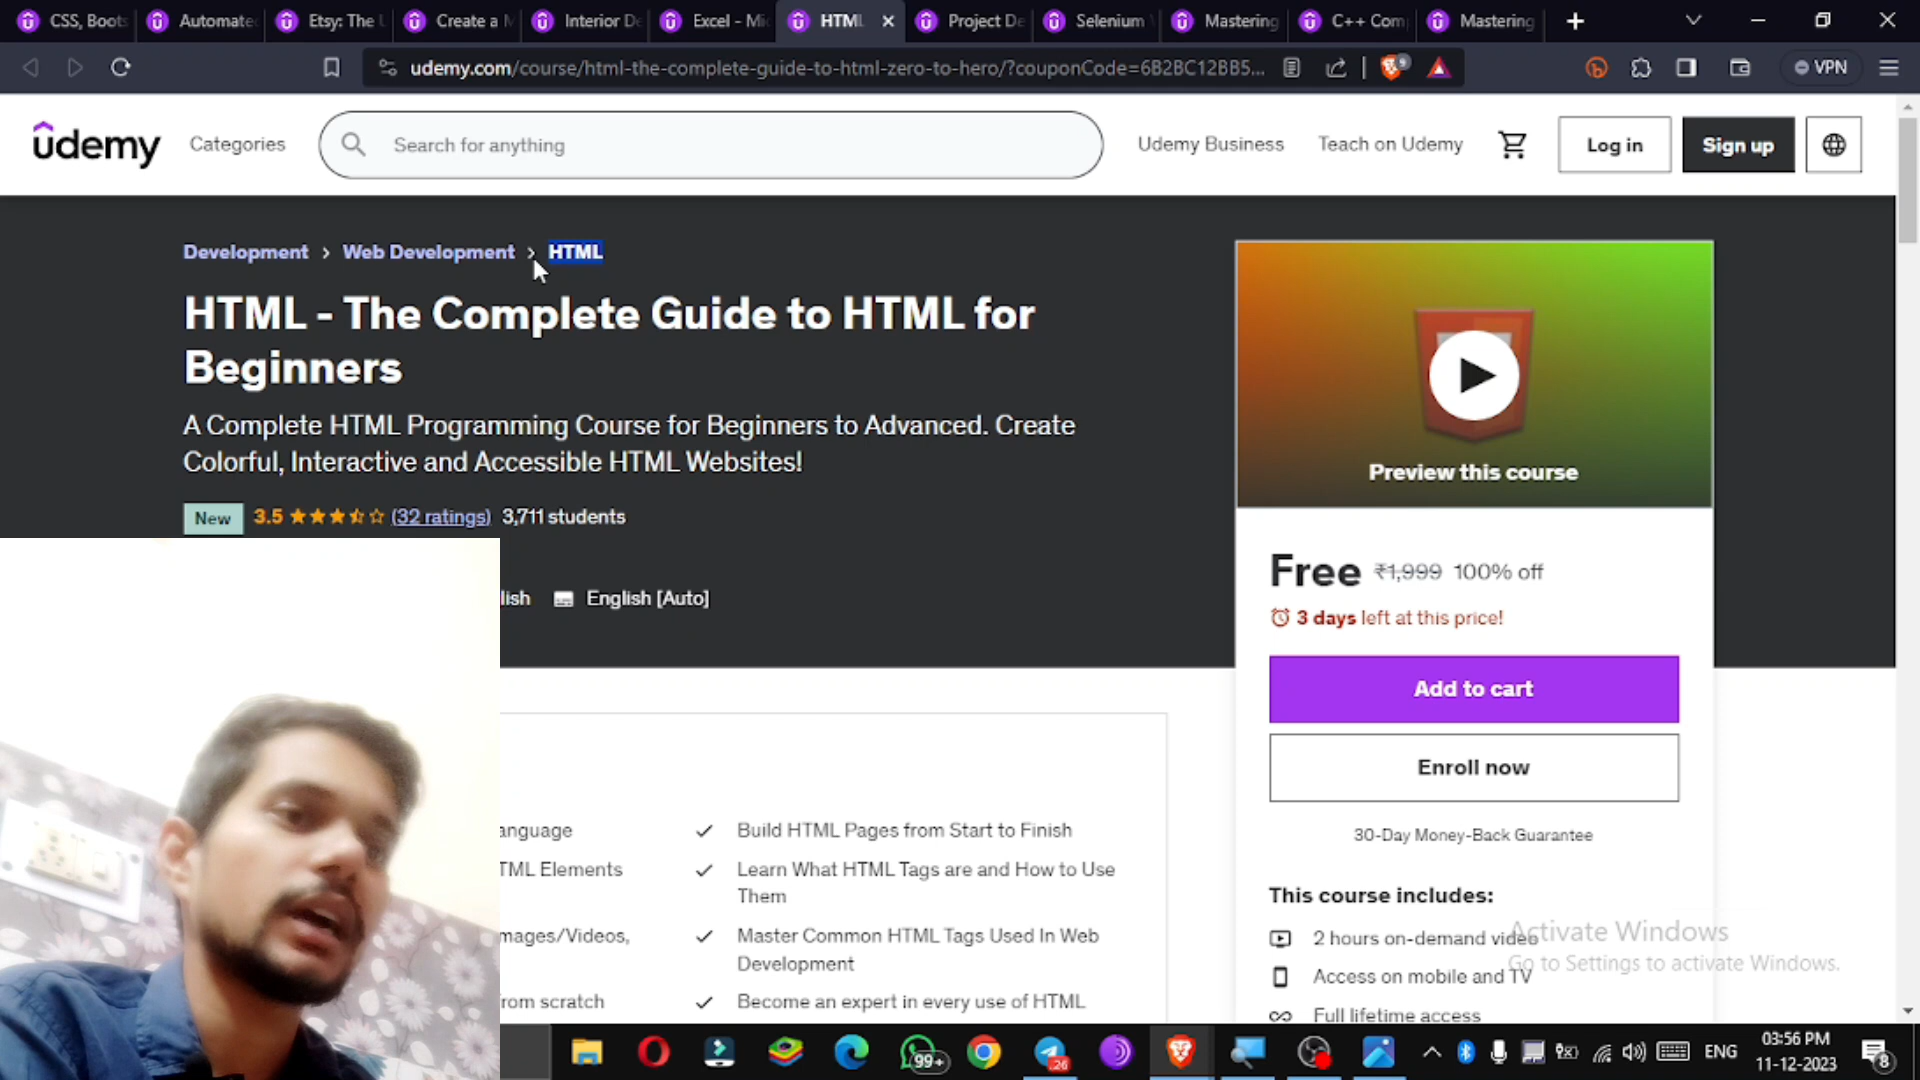 CSS, Boots
Automated
Etsy: The U
Create a M
Interior De
Excel - Mic
HTML
Project De
Selenium
Mastering
C++ Com
Mastering
udemy.com/course/html-the-complete-guide-to-html-zero-to-hero/?couponCode=6B2BC12BB5...
VPN
udemy
Categories
Search for anything
Udemy Business
Teach on Udemy
Log in
Sign up
Development > Web Development > HTML
HTML - The Complete Guide to HTML for
Beginners
A Complete HTML Programming Course for Beginners to Advanced. Create
Colorful, Interactive and Accessible HTML Websites!
New 3.5 (32 ratings) 3,711 students
lish English [Auto]
Preview this course
Free ₹1,999 100% off
3 days left at this price!
Add to cart
Enroll now
30-Day Money-Back Guarantee
This course includes:
2 hours on-demand video
Access on mobile and TV
Full lifetime access
anguage
TML Elements
mages/Videos,
rom scratch
Build HTML Pages from Start to Finish
Learn What HTML Tags are and How to Use
Them
Master Common HTML Tags Used In Web
Development
Become an expert in every use of HTML
Activate Windows
Go to Settings to activate Windows.
99+
26
ENG
03:56 PM
11-12-2023
8